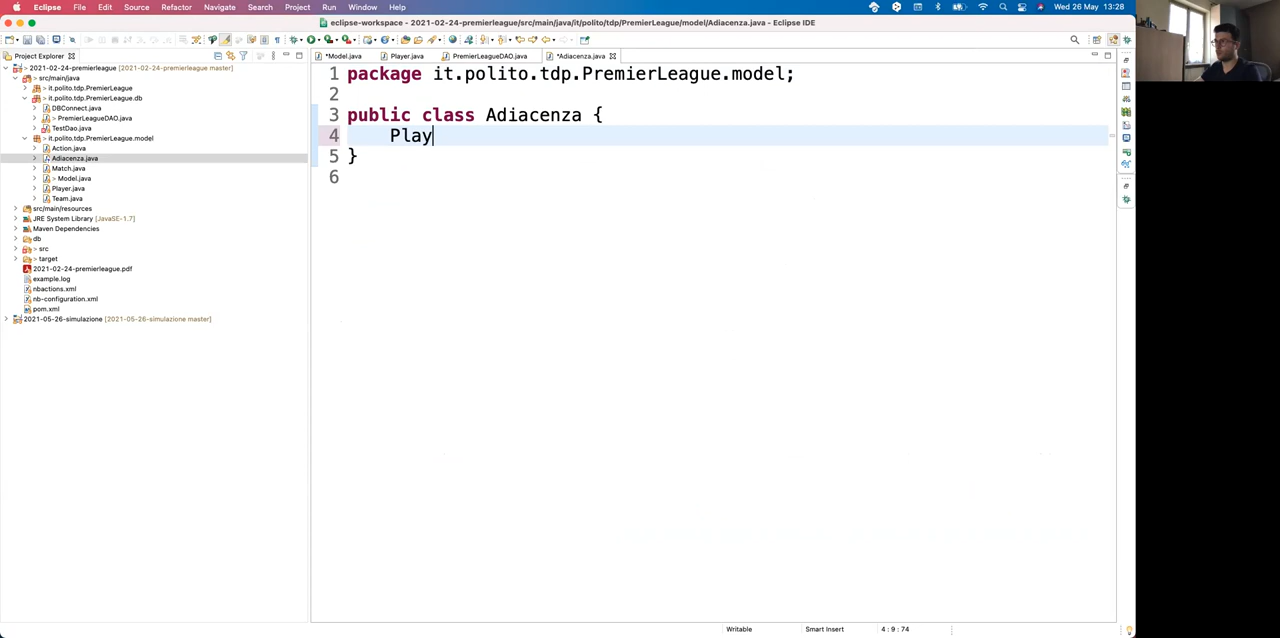 Eclipse File Edit Source Refactor Navigate Search Project Run Window Help Wed 26 May 13:28
eclipse-workspace - 2021-02-24-premierleague/src/main/java/it/polito/tdp/PremierLeague/model/Adiacenza.java - Eclipse IDE
Project Explorer
*Model.java
Player.java
PremierLeagueDAO.java
*Adiacenza.java
> 2021-02-24-premierleague [2021-02-24-premierleague master]
src/main/java
it.polito.tdp.PremierLeague
it.polito.tdp.PremierLeague.db
DBConnect.java
> PremierLeagueDAO.java
TestDao.java
> it.polito.tdp.PremierLeague.model
Action.java
Adiacenza.java
Match.java
> Model.java
Player.java
Team.java
src/main/resources
JRE System Library [JavaSE-1.7]
Maven Dependencies
db
> src
> target
2021-02-24-premierleague.pdf
example.log
nbactions.xml
nb-configuration.xml
pom.xml
2021-05-26-simulazione [2021-05-26-simulazione master]
1 package it.polito.tdp.PremierLeague.model;
2
3 public class Adiacenza {
4 Play
5 }
6
Writable Smart Insert 4 : 9 : 74